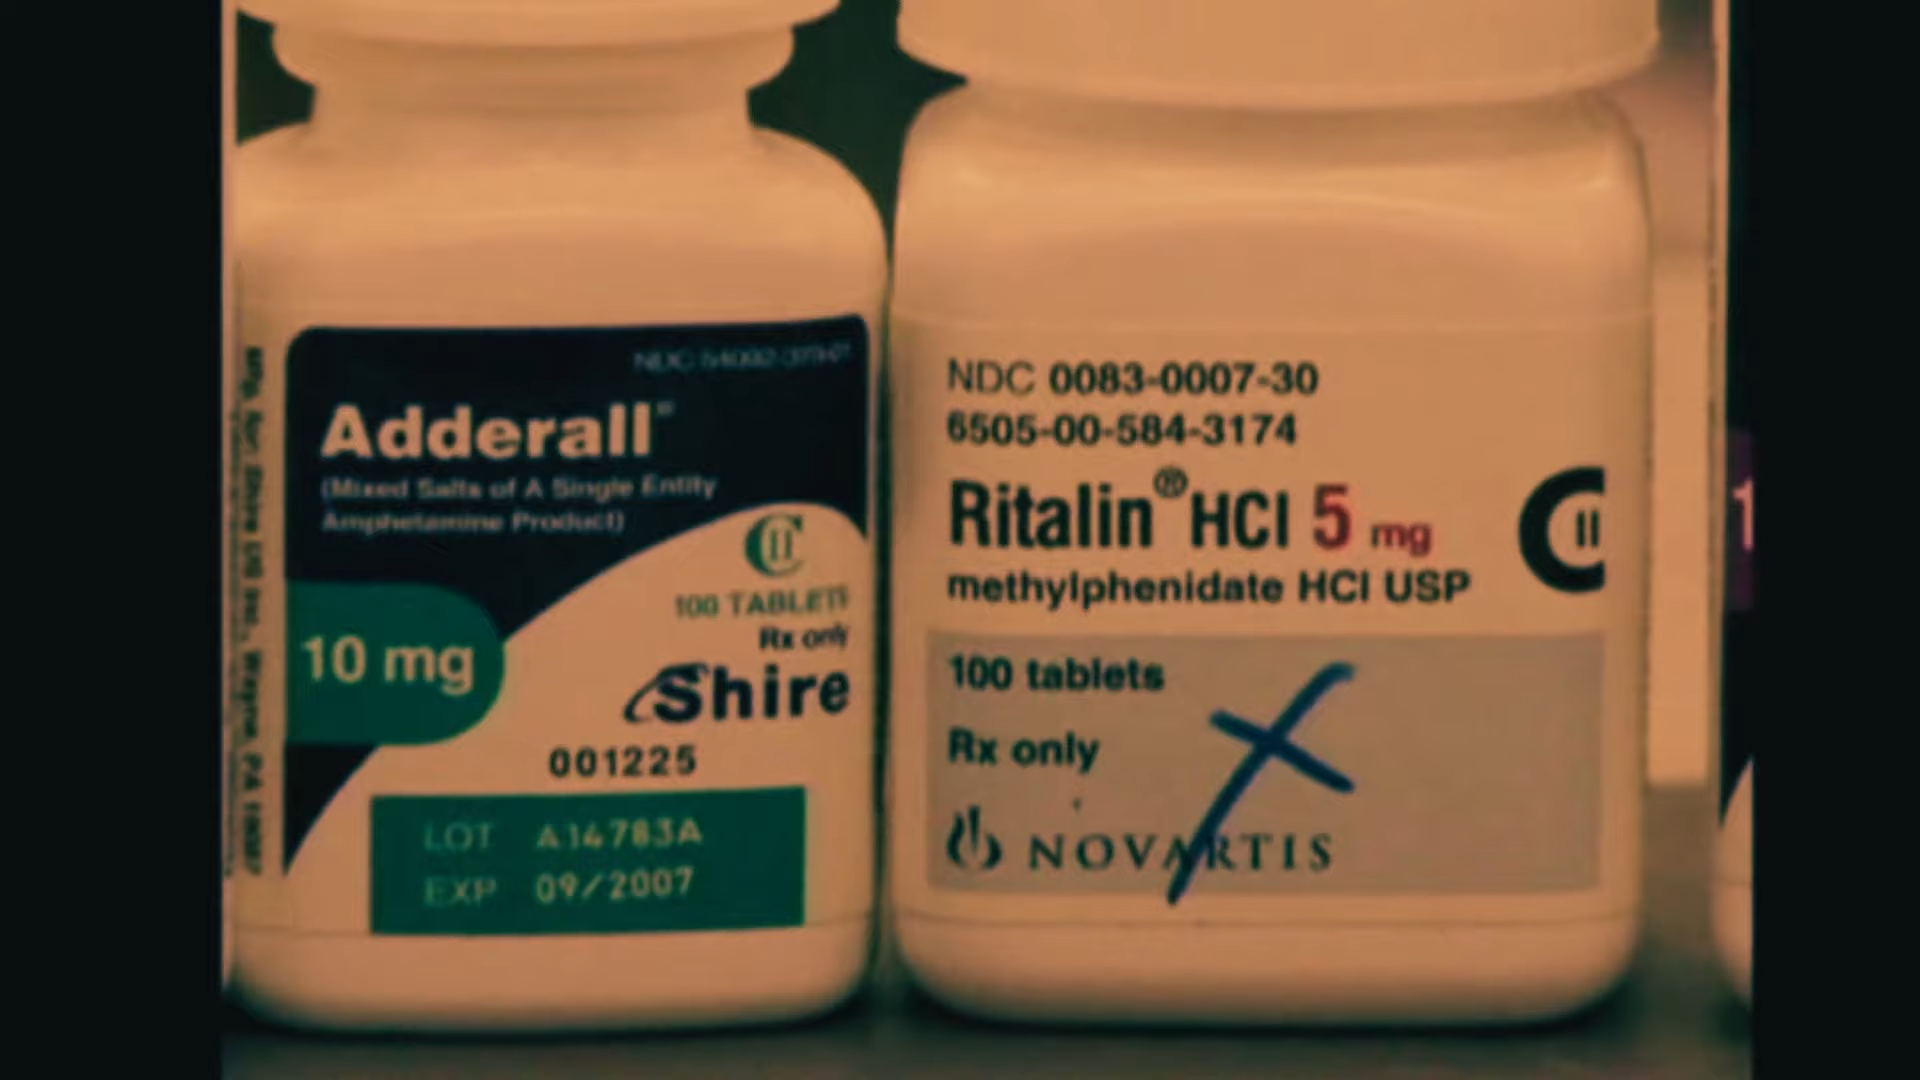 Adderall
(Mixed Salts of A Single Entity
Amphetamine Product)
CII
10 mg
100 TABLETS
Rx only
Shire
001225
LOT A14783A
EXP 09/2007
NDC 0083-0007-30
6505-00-584-3174
Ritalin® HCl 5 mg
CII
methylphenidate HCl USP
100 tablets
Rx only
NOVARTIS